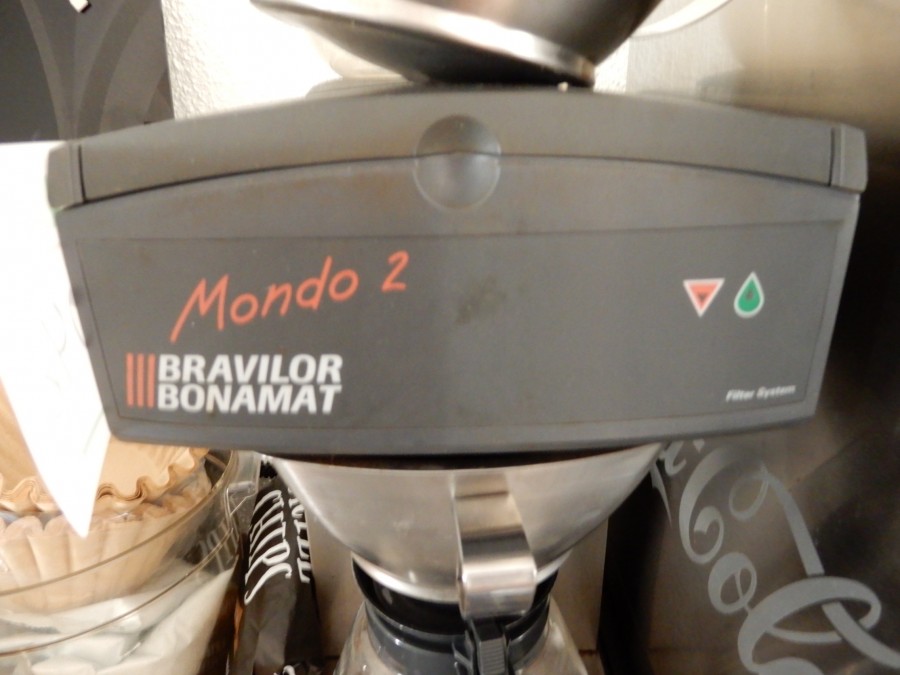 Mondo 2
BRAVILOR
BONAMAT
Filter System